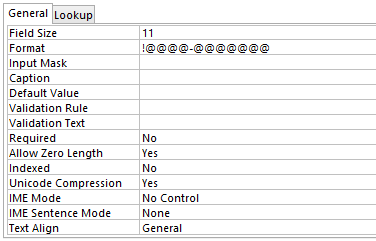 General Lookup
Field Size 11
Format !@@@@-@@@@@@@
Input Mask
Caption
Default Value
Validation Rule
Validation Text
Required No
Allow Zero Length Yes
Indexed No
Unicode Compression Yes
IME Mode No Control
IME Sentence Mode None
Text Align General